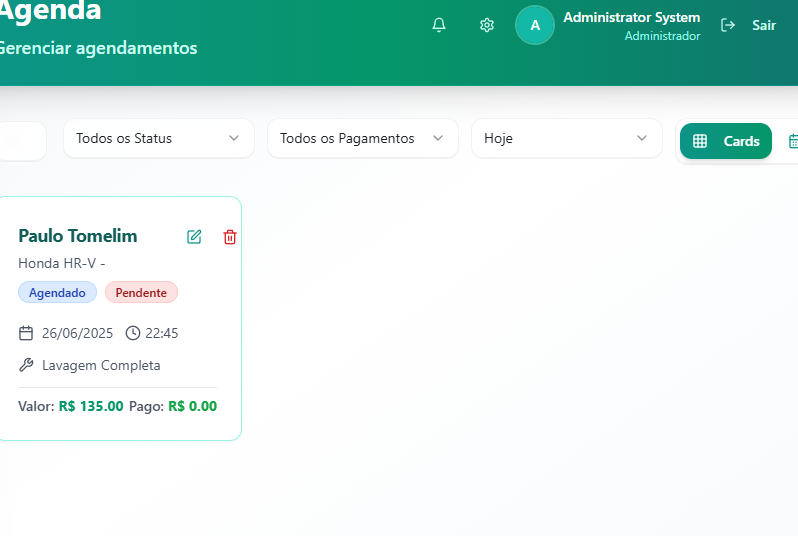 Agenda
Gerenciar agendamentos
A
Administrator System
Administrador
Sair
Todos os Status
Todos os Pagamentos
Hoje
Cards
Paulo Tomelim
Honda HR-V -
Agendado
Pendente
26/06/2025
22:45
Lavagem Completa
Valor: R$ 135.00 Pago: R$ 0.00